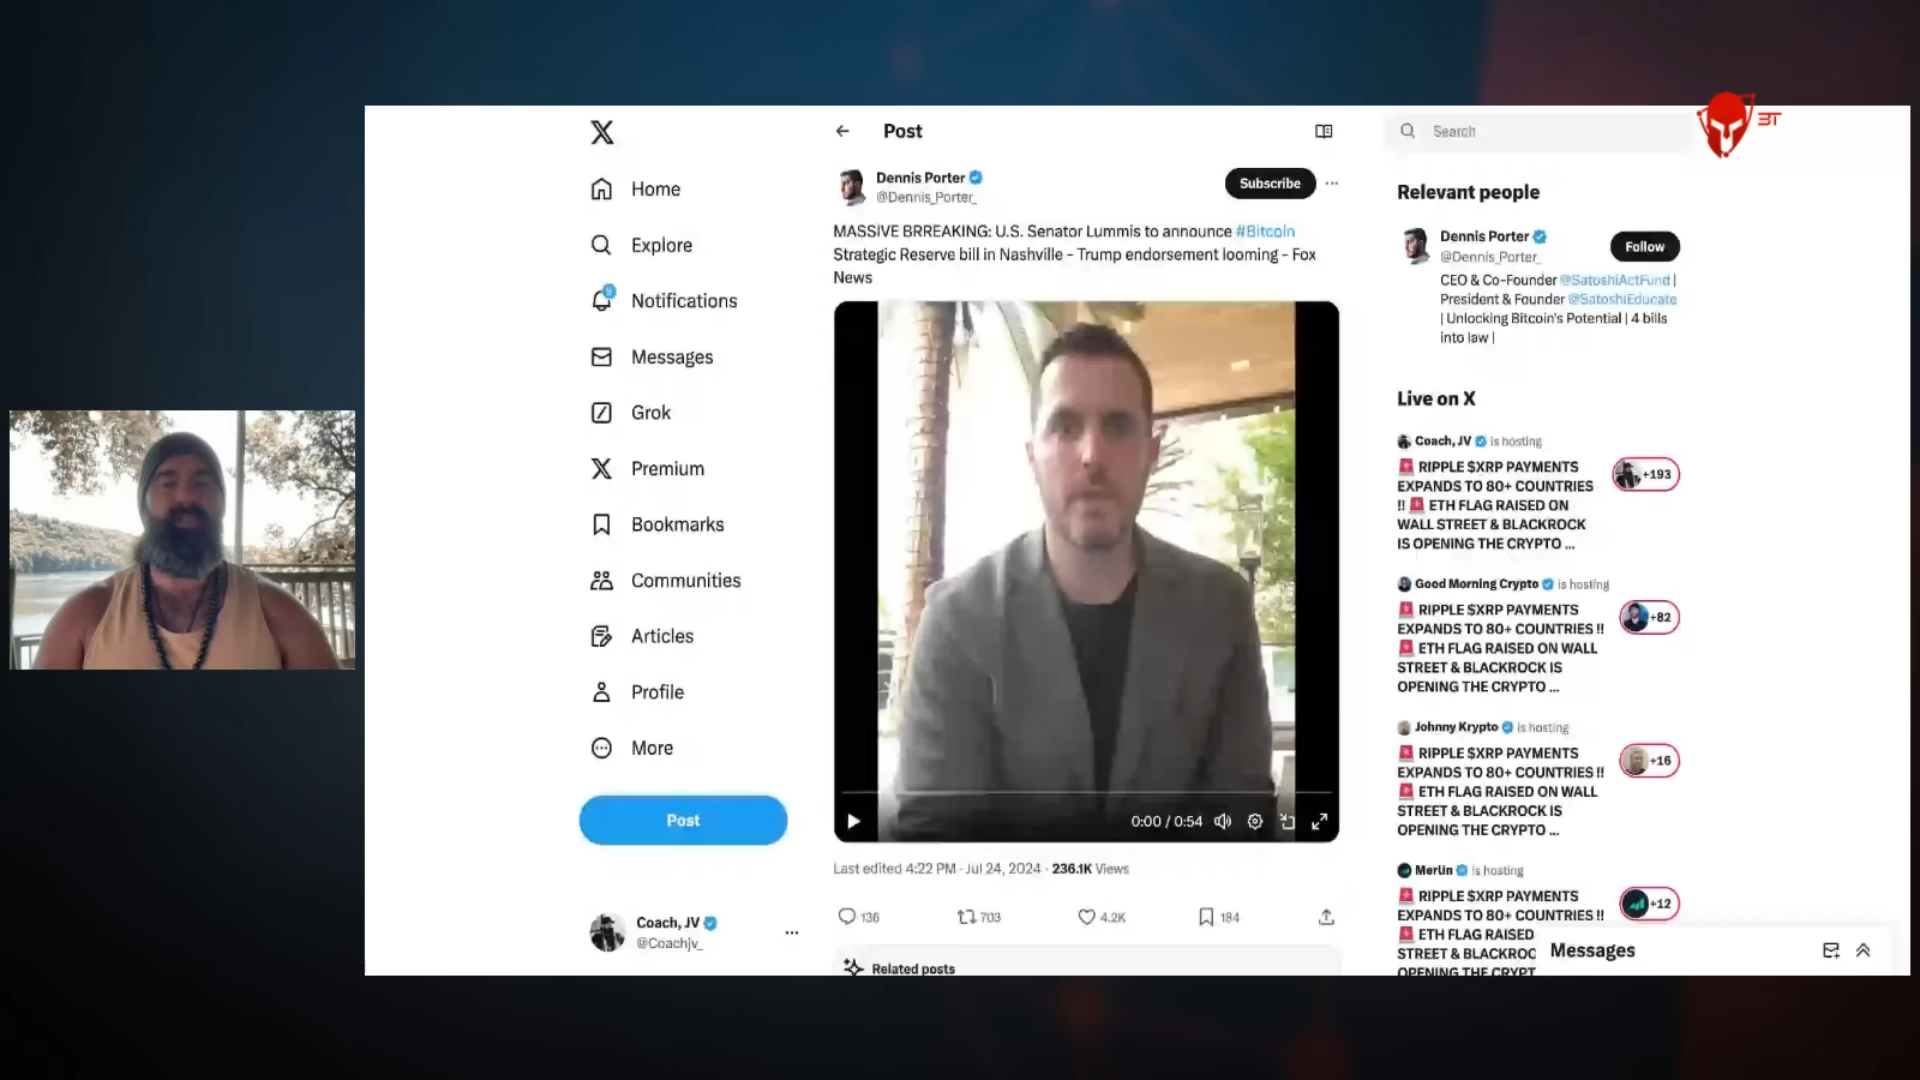 Home
Explore
Notifications
Messages
Grok
Premium
Bookmarks
Communities
Articles
Profile
More
Post
Coach, JV
@Coachjv_
Post
Dennis Porter
@Dennis_Porter_
Subscribe
MASSIVE BRREAKING: U.S. Senator Lummis to announce #Bitcoin
Strategic Reserve bill in Nashville - Trump endorsement looming - Fox
News
0:00 / 0:54
Last edited 4:22 PM · Jul 24, 2024 · 236.1K Views
136
703
4.2K
184
Related posts
Search
Relevant people
Dennis Porter
@Dennis_Porter_
Follow
CEO & Co-Founder @SatoshiActFund |
President & Founder @SatoshiEducate
| Unlocking Bitcoin's Potential | 4 bills
into law |
Live on X
Coach, JV is hosting
RIPPLE $XRP PAYMENTS
EXPANDS TO 80+ COUNTRIES
!! ETH FLAG RAISED ON
WALL STREET & BLACKROCK
IS OPENING THE CRYPTO ...
+193
Good Morning Crypto is hosting
RIPPLE $XRP PAYMENTS
EXPANDS TO 80+ COUNTRIES !!
ETH FLAG RAISED ON WALL
STREET & BLACKROCK IS
OPENING THE CRYPTO ...
+82
Johnny Krypto is hosting
RIPPLE $XRP PAYMENTS
EXPANDS TO 80+ COUNTRIES !!
ETH FLAG RAISED ON WALL
STREET & BLACKROCK IS
OPENING THE CRYPTO ...
+16
Merlin is hosting
RIPPLE $XRP PAYMENTS
EXPANDS TO 80+ COUNTRIES !!
ETH FLAG RAISED
STREET & BLACKROC
OPENING THE CRYPT
+12
Messages
3T